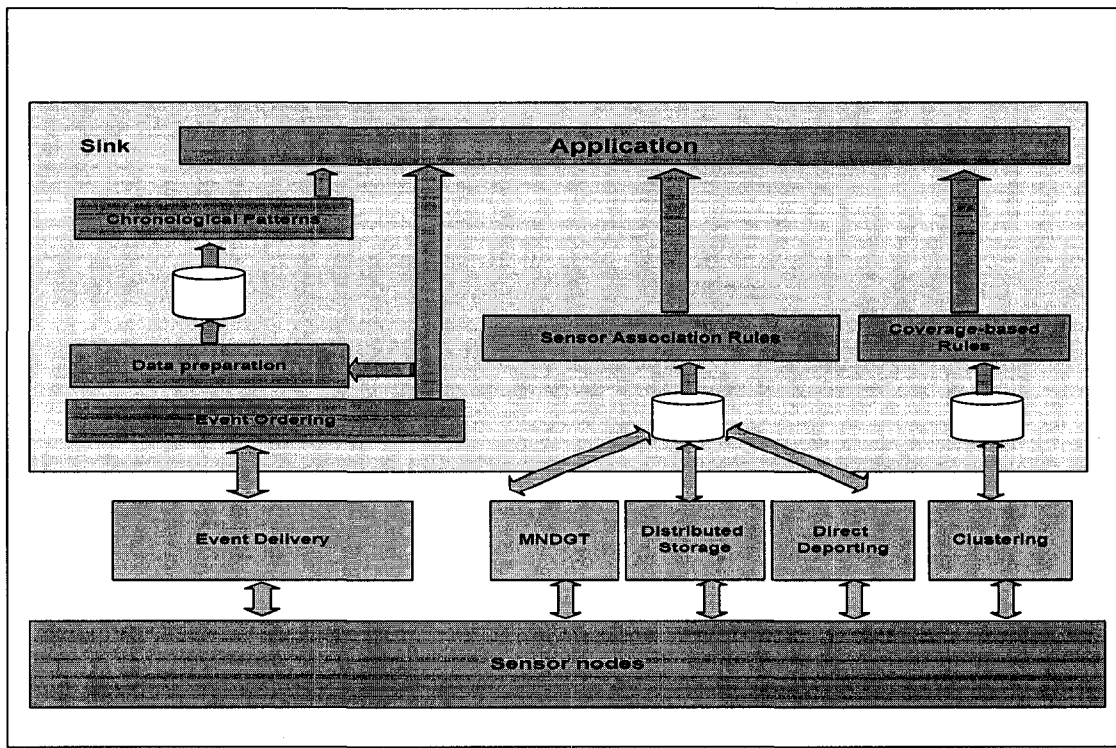 Sink
Application
Chronological Patterns
Data preparation
Event Ordering
Sensor Association Rules
Coverage-based
Rules
Event Delivery
MNDGT
Distributed
Storage
Direct
Deporting
Clustering
Sensor nodes